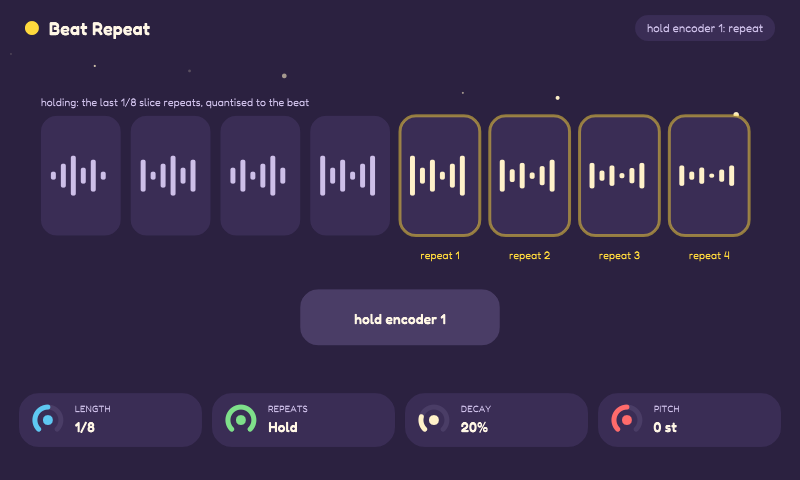 Beat Repeat
hold encoder 1: repeat
holding: the last 1/8 slice repeats, quantised to the beat
repeat 1
repeat 2
repeat 3
repeat 4
hold encoder 1
LENGTH
1/8
REPEATS
Hold
DECAY
20%
PITCH
0 st